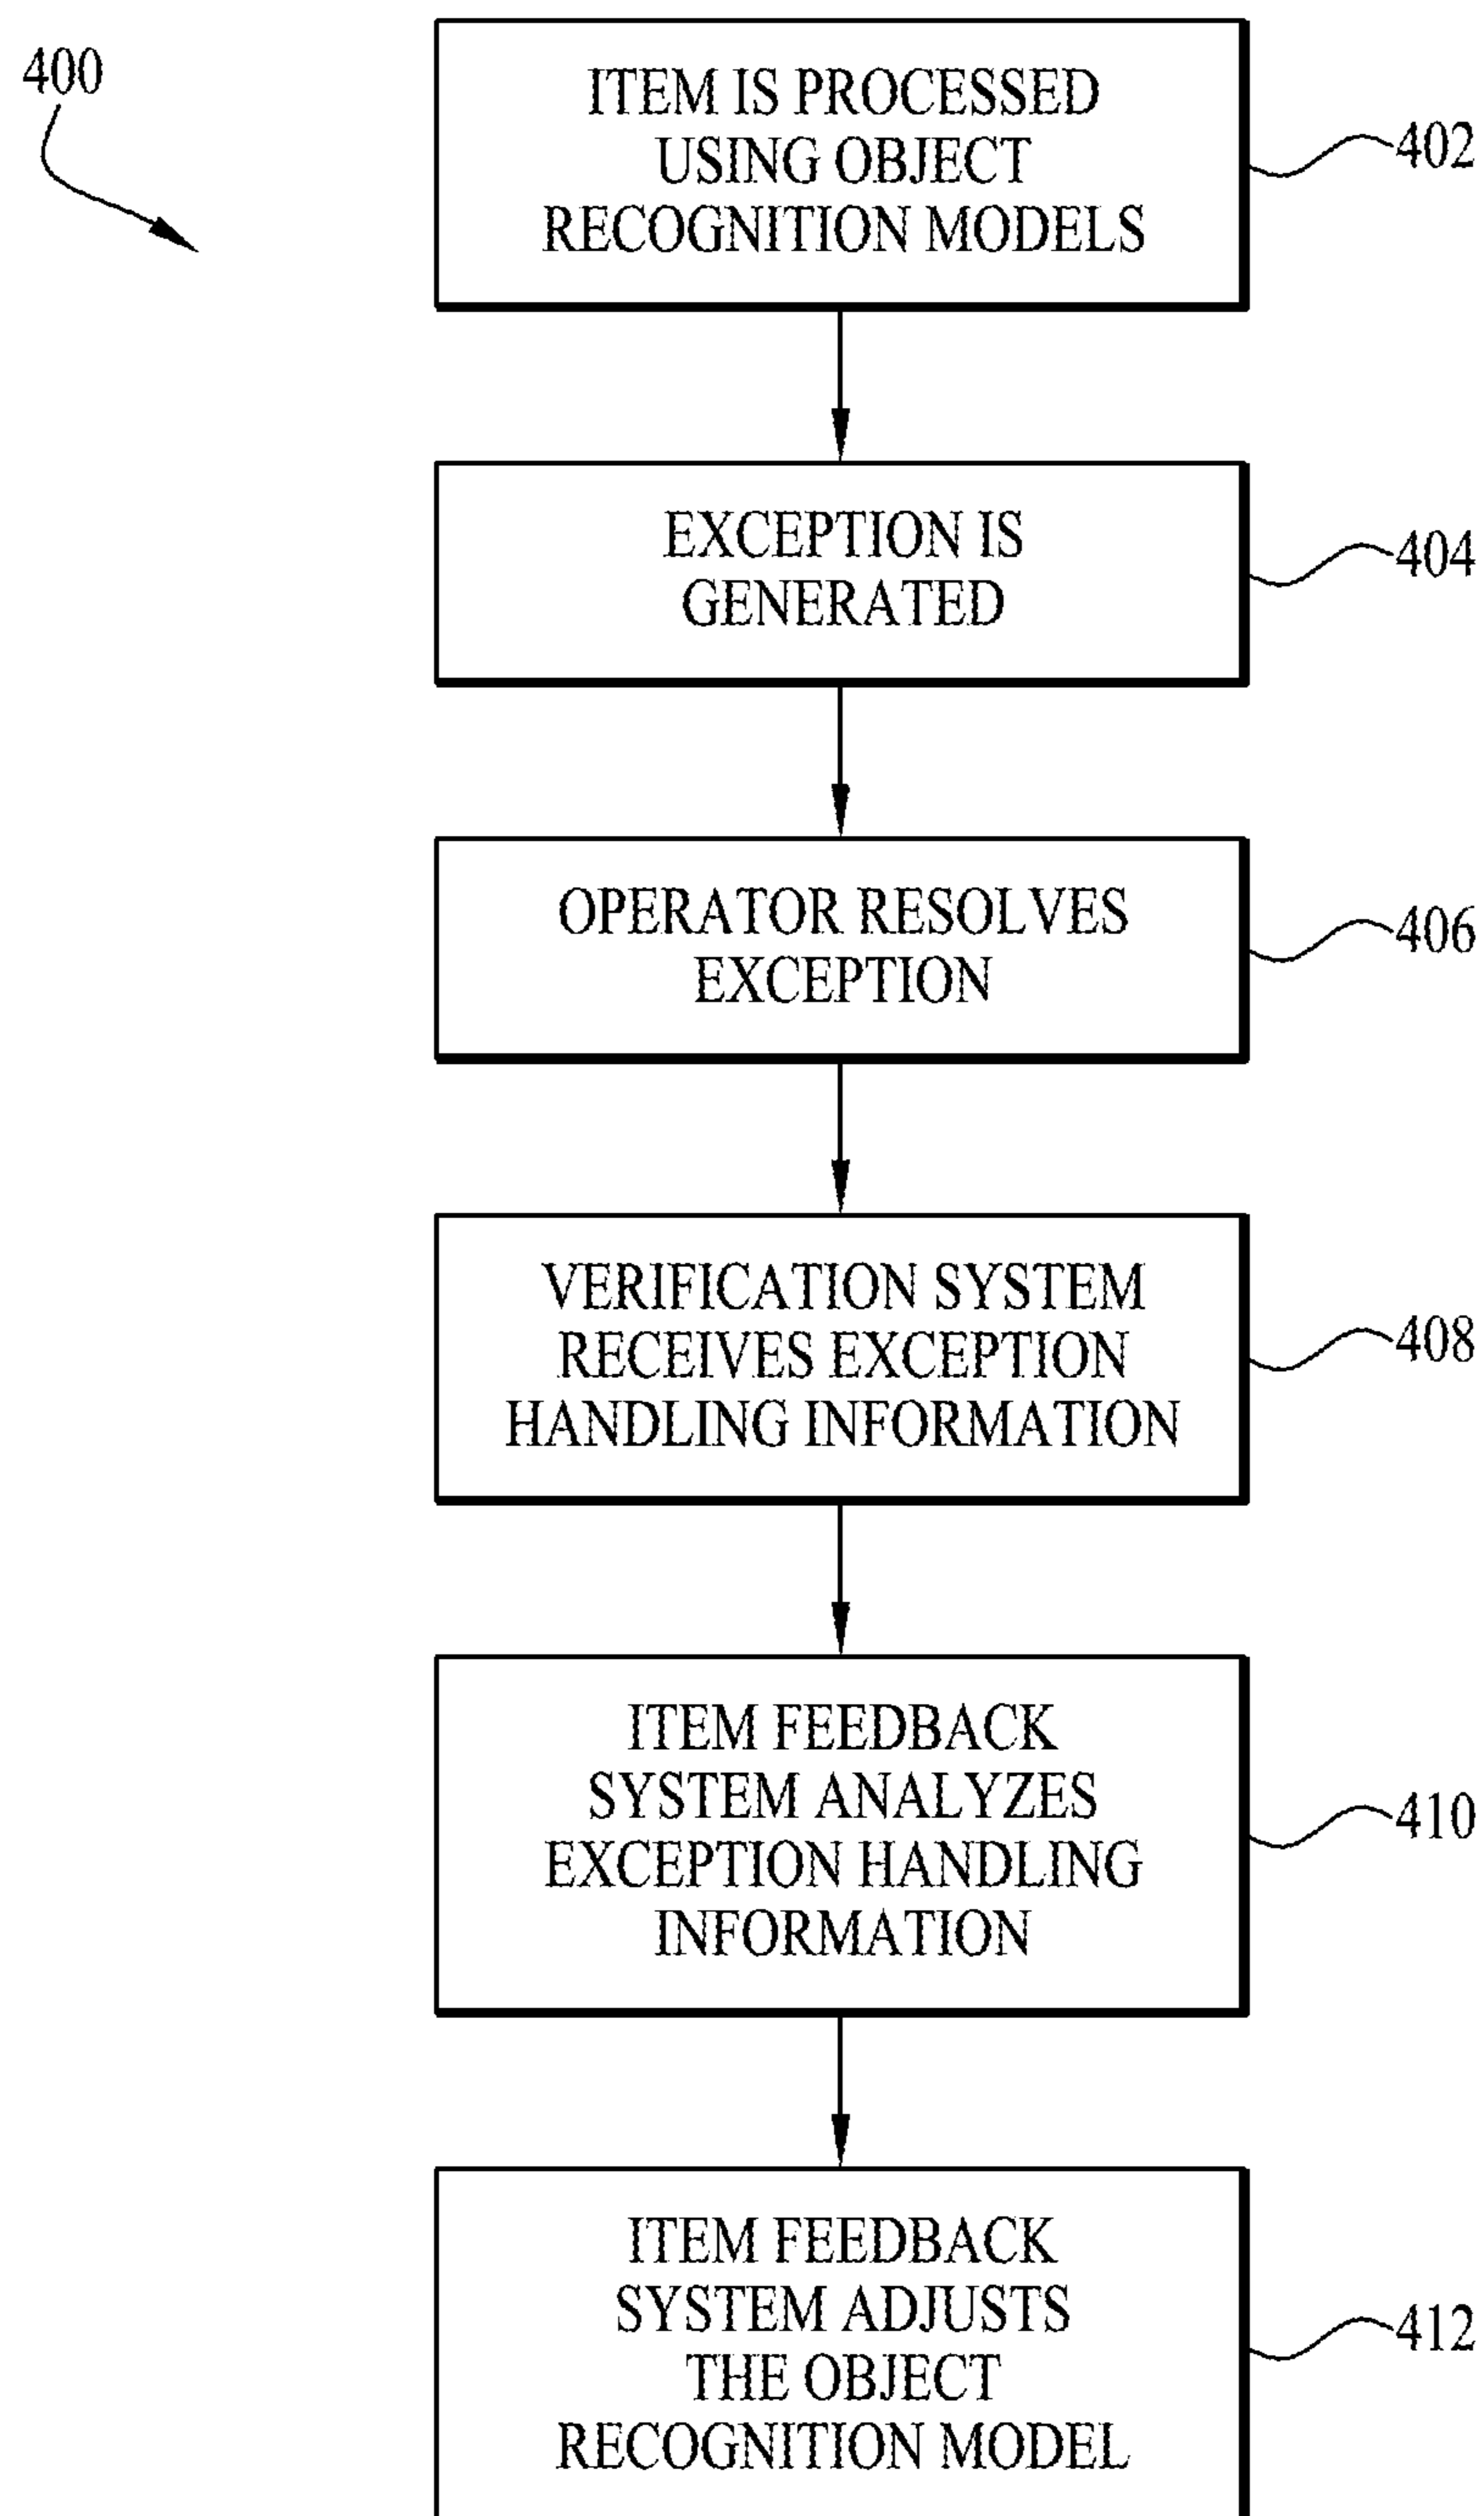 400
ITEM IS PROCESSED
USING OBJECT
RECOGNITION MODELS
402
EXCEPTION IS
GENERATED
404
OPERATOR RESOLVES
EXCEPTION
406
VERIFICATION SYSTEM
RECEIVES EXCEPTION
HANDLING INFORMATION
408
ITEM FEEDBACK
SYSTEM ANALYZES
EXCEPTION HANDLING
INFORMATION
410
ITEM FEEDBACK
SYSTEM ADJUSTS
THE OBJECT
RECOGNITION MODEL
412